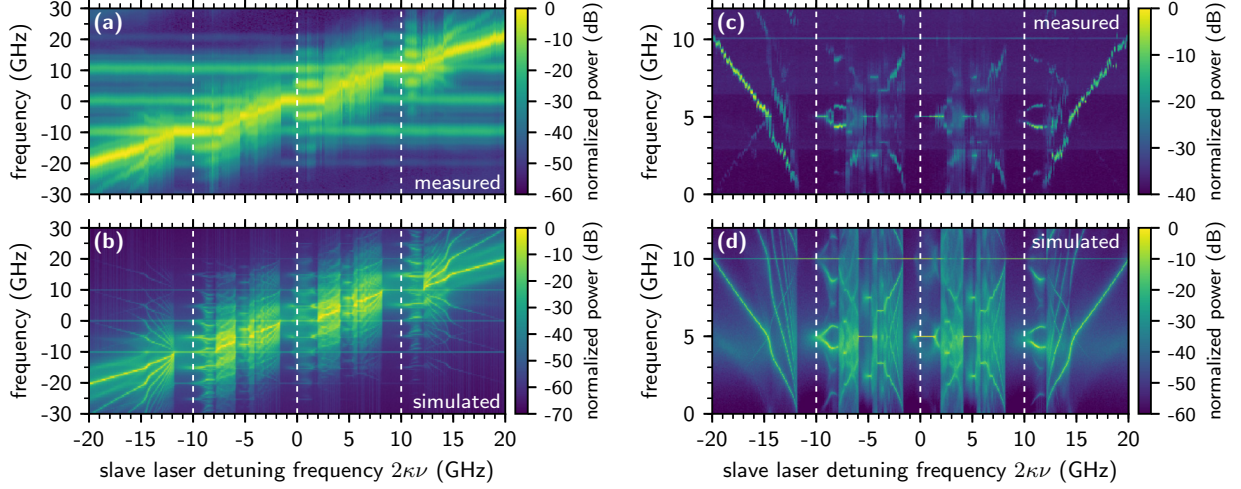 (a)
measured
frequency (GHz)
30
20
10
0
-10
-20
-30
normalized power (dB)
0
-10
-20
-30
-40
-50
-60
(b)
simulated
frequency (GHz)
30
20
10
0
-10
-20
-30
-20 -15 -10 -5 0 5 10 15 20
slave laser detuning frequency 2κν (GHz)
normalized power (dB)
0
-10
-20
-30
-40
-50
-60
-70
(c)
measured
frequency (GHz)
10
5
0
normalized power (dB)
0
-10
-20
-30
-40
(d)
simulated
frequency (GHz)
10
5
0
-20 -15 -10 -5 0 5 10 15 20
slave laser detuning frequency 2κν (GHz)
normalized power (dB)
0
-10
-20
-30
-40
-50
-60